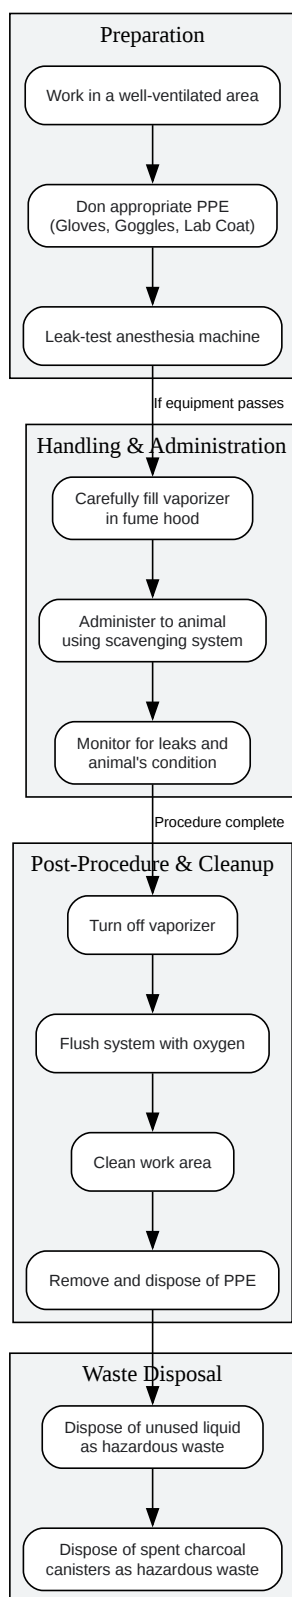 Preparation
Work in a well-ventilated area
Don appropriate PPE
(Gloves, Goggles, Lab Coat)
Leak-test anesthesia machine
If equipment passes
Handling & Administration
Carefully fill vaporizer
in fume hood
Administer to animal
using scavenging system
Monitor for leaks and
animal's condition
Procedure complete
Post-Procedure & Cleanup
Turn off vaporizer
Flush system with oxygen
Clean work area
Remove and dispose of PPE
Waste Disposal
Dispose of unused liquid
as hazardous waste
Dispose of spent charcoal
canisters as hazardous waste